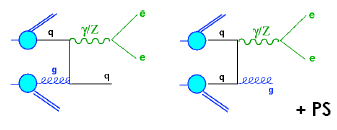 q γ/Z ē
e
g q
q γ/Z ē
e
q g
+ PS